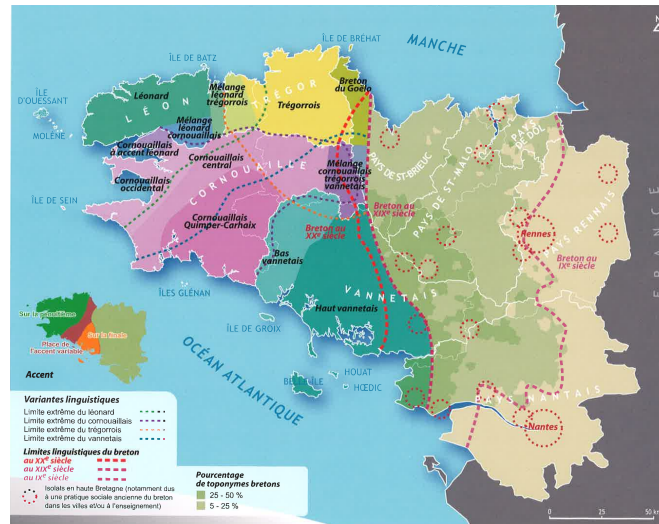 MANCHE
ÎLE DE BRÉHAT
ÎLE DE BATZ
ÎLE
D'OUESSANT
MOLÈNE
Léonard
LÉON
Mélange
léonard
trégorrois
TRÉGOR
Trégorrois
Breton
du Goëlo
Mélange
léonard
cornouaillais
Cornouaillais
à accent léonard
Cornouaillais
central
Cornouaillais
occidental
CORNOUAILLE
Mélange
cornouaillais
trégorrois
vannetais
PAYS DE ST-BRIEUC
PAYS DE ST-MALO
PAYS
DE DOL
ÎLE DE SEIN
Cornouaillais
Quimper-Carhaix
Breton au
XIXe siècle
Breton au
XXe siècle
Rennes
PAYS RENNAIS
Breton au
IXe siècle
FRANCE
Bas
vannetais
VANNETAIS
Haut vannetais
ÎLES GLÉNAN
ÎLE DE GROIX
BELLE-ÎLE
HOUAT
HŒDIC
OCÉAN ATLANTIQUE
PAYS NANTAIS
Nantes
Sur la pénultième
Sur la finale
Place de
l'accent variable
Accent
Variantes linguistiques
Limite extrême du léonard
Limite extrême du cornouaillais
Limite extrême du trégorrois
Limite extrême du vannetais
Limites linguistiques du breton
au XXe siècle
au XIXe siècle
au IXe siècle
Isolats en haute Bretagne (notamment dus
à une pratique sociale ancienne du breton
dans les villes et/ou à l'enseignement)
Pourcentage
de toponymes bretons
25 - 50 %
5 - 25 %
0 25 50 km